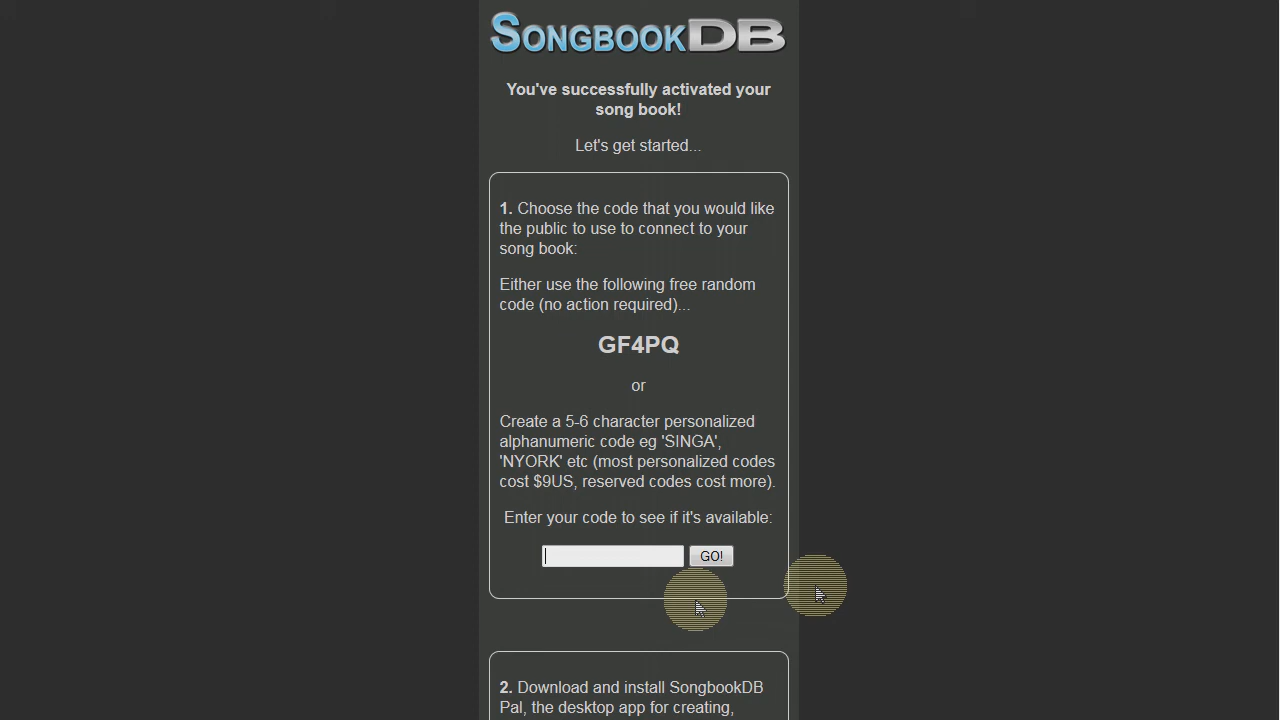 SONGBOOKDB
You've successfully activated your
song book!
Let's get started...
1. Choose the code that you would like
the public to use to connect to your
song book:
Either use the following free random
code (no action required)...
GF4PQ
or
Create a 5-6 character personalized
alphanumeric code eg 'SINGA',
'NYORK' etc (most personalized codes
cost $9US, reserved codes cost more).
Enter your code to see if it's available:
GO!
2. Download and install SongbookDB
Pal, the desktop app for creating,